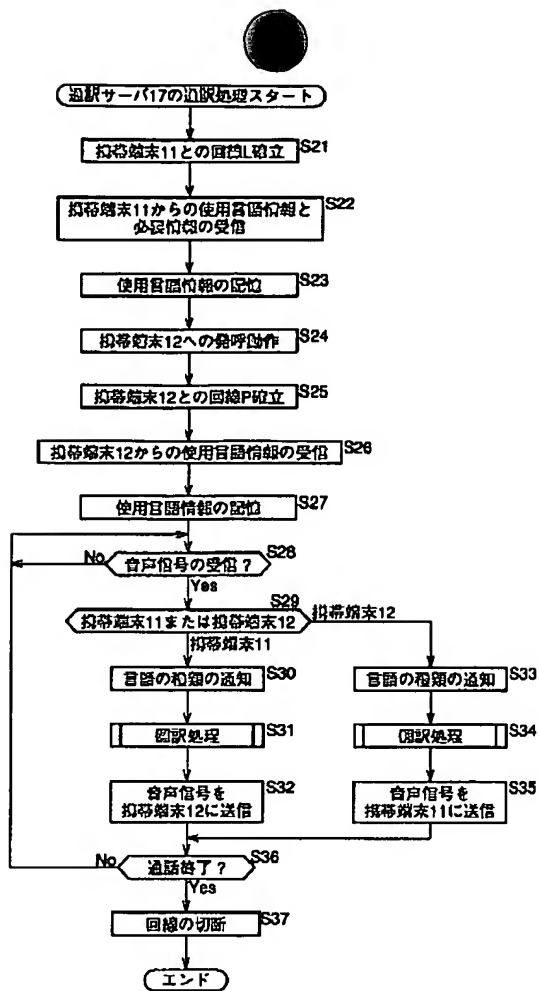 通訳サーバ17の通訳処理スタート
携帯端末11との回線L確立
S21
携帯端末11からの使用言語情報と
必要情報の受信
S22
使用言語情報の記憶
S23
携帯端末12への発呼動作
S24
携帯端末12との回線P確立
S25
携帯端末12からの使用言語情報の受信
S26
使用言語情報の記憶
S27
音声信号の受信?
S28
No
Yes
S29
携帯端末11または携帯端末12
携帯端末12
携帯端末11
言語の種類の通知
S30
言語の種類の通知
S33
翻訳処理
S31
翻訳処理
S34
音声信号を
携帯端末12に送信
S32
音声信号を
携帯端末11に送信
S35
通話終了?
S36
No
Yes
回線の切断
S37
エンド